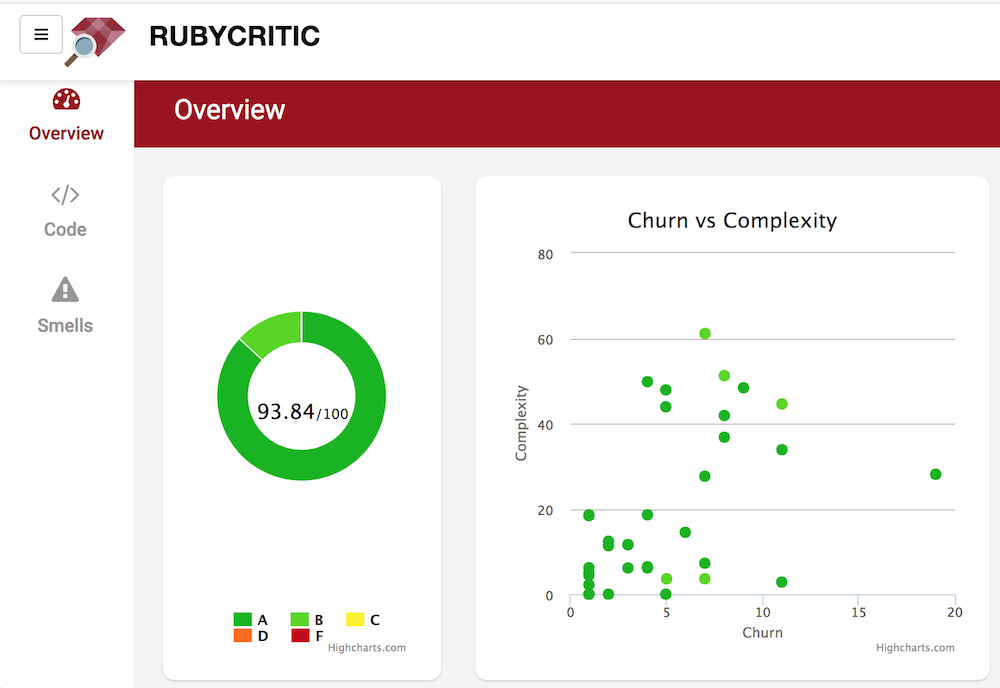 RUBYCRITIC
Overview
Overview
Code
Smells
93.84/100
A B C
D F
Highcharts.com
Churn vs Complexity
80
60
40
20
0
Complexity
0 5 10 15 20
Churn
Highcharts.com